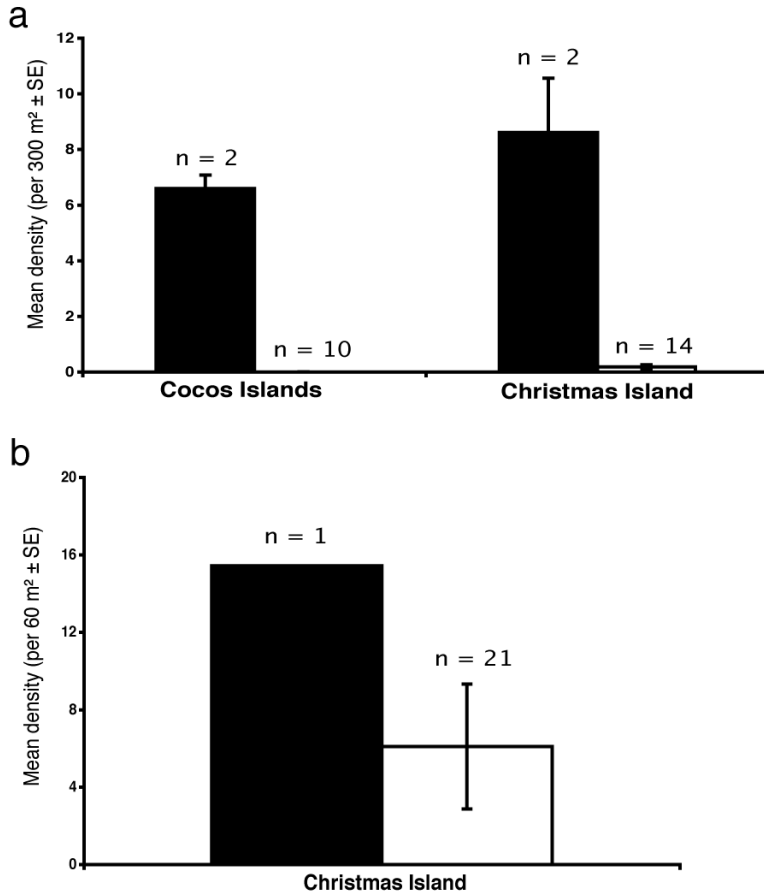 a
Mean density (per 300 m² ± SE)
12
10
8
6
4
2
0
n = 2
n = 10
n = 2
n = 14
Cocos Islands
Christmas Island
b
Mean density (per 60 m² ± SE)
20
16
12
8
4
0
n = 1
n = 21
Christmas Island